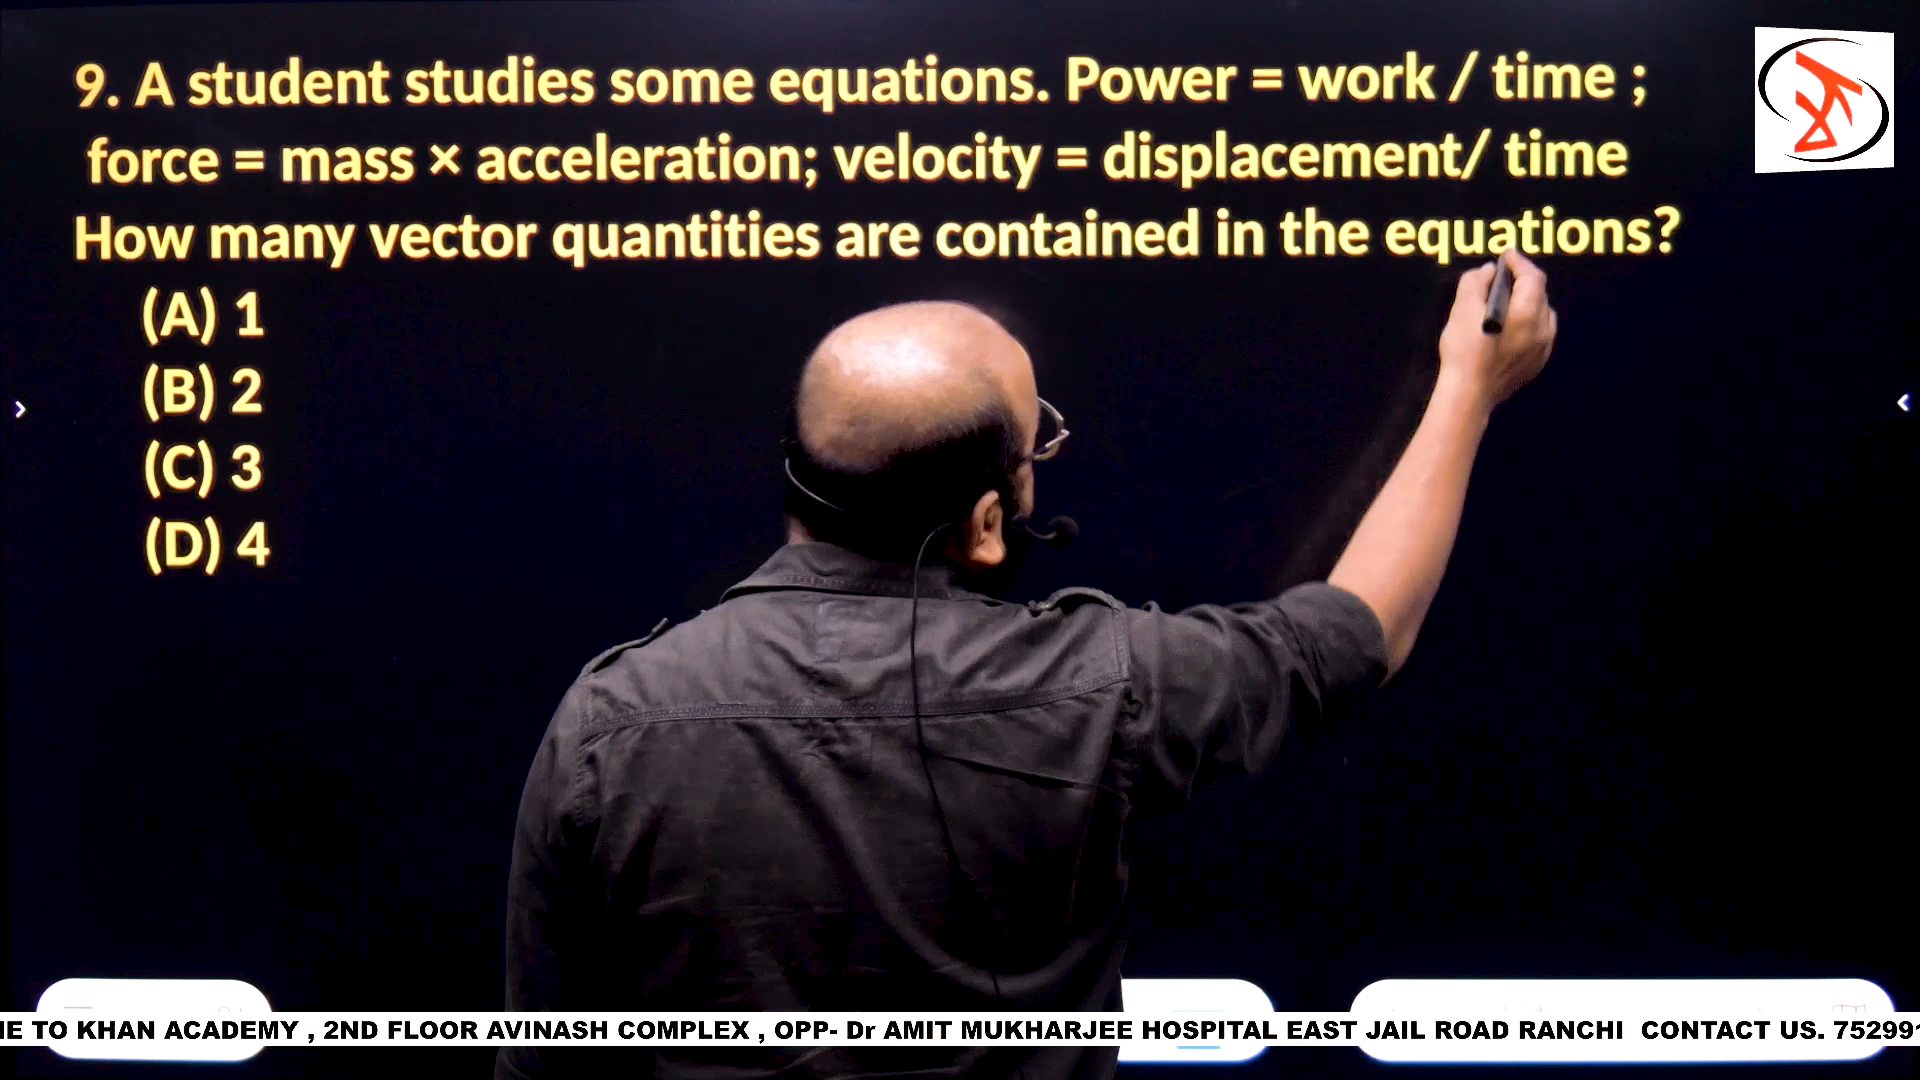 9. A student studies some equations. Power = work / time ;
force = mass × acceleration; velocity = displacement/ time
How many vector quantities are contained in the equations?
(A) 1
(B) 2
(C) 3
(D) 4
TO KHAN ACADEMY , 2ND FLOOR AVINASH COMPLEX , OPP- Dr AMIT MUKHARJEE HOSPITAL EAST JAIL ROAD RANCHI CONTACT US.